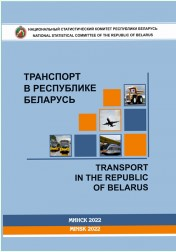 НАЦИОНАЛЬНЫЙ СТАТИСТИЧЕСКИЙ КОМИТЕТ РЕСПУБЛИКИ БЕЛАРУСЬ
NATIONAL STATISTICAL COMMITTEE OF THE REPUBLIC OF BELARUS
ТРАНСПОРТ
В РЕСПУБЛИКЕ
БЕЛАРУСЬ
TRANSPORT
IN THE REPUBLIC
OF BELARUS
МИНСК 2022
MINSK 2022